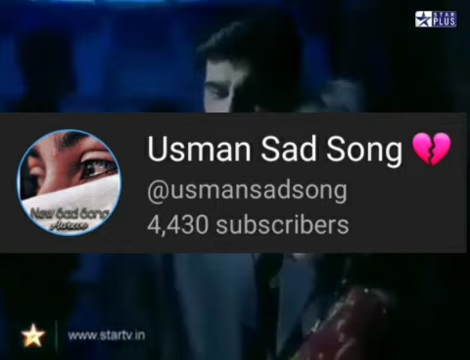 STAR
PLUS
Usman Sad Song 💔
@usmansadsong
New Sad Song
4,430 subscribers
www.startv.in